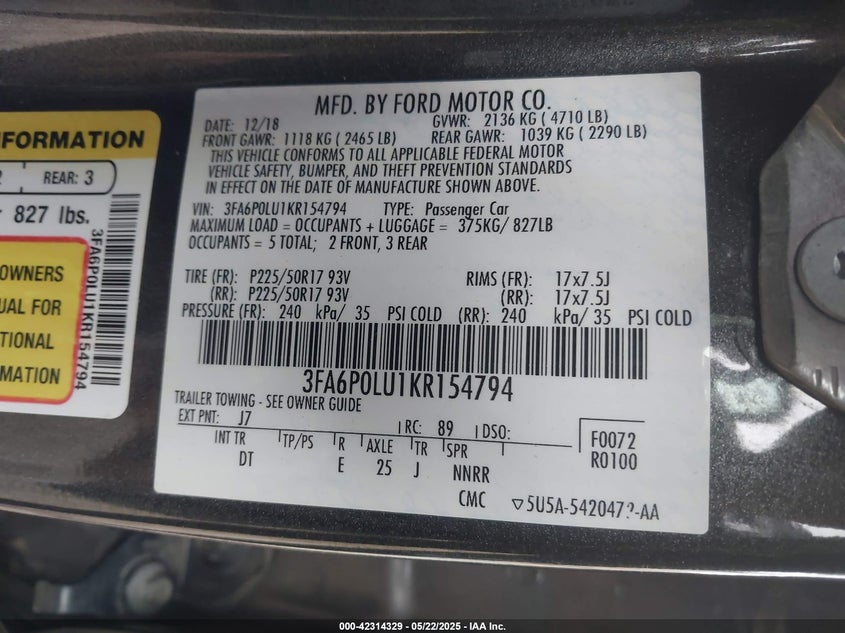 INFORMATION
REAR: 3
827 lbs.
OWNERS
UAL FOR
TIONAL
MATION
3FA6P0LU1KR154794
MFD. BY FORD MOTOR CO.
DATE: 12/18 GVWR: 2136 KG ( 4710 LB)
FRONT GAWR: 1118 KG ( 2465 LB) REAR GAWR: 1039 KG ( 2290 LB)
THIS VEHICLE CONFORMS TO ALL APPLICABLE FEDERAL MOTOR
VEHICLE SAFETY, BUMPER, AND THEFT PREVENTION STANDARDS
IN EFFECT ON THE DATE OF MANUFACTURE SHOWN ABOVE.
VIN: 3FA6P0LU1KR154794 TYPE: Passenger Car
MAXIMUM LOAD = OCCUPANTS + LUGGAGE = 375KG/ 827LB
OCCUPANTS = 5 TOTAL; 2 FRONT, 3 REAR
TIRE (FR): P225/50R17 93V RIMS (FR): 17x7.5J
(RR): P225/50R17 93V (RR): 17x7.5J
PRESSURE (FR): 240 kPa/ 35 PSI COLD (RR): 240 kPa/ 35 PSI COLD
3FA6P0LU1KR154794
TRAILER TOWING - SEE OWNER GUIDE
EXT PNT: J7 RC: 89 DSO:
INT TR TP/PS R AXLE TR SPR
DT E 25 J NNRR
F0072
R0100
CMC
000-42314329 - 05/22/2025 - IAA Inc.